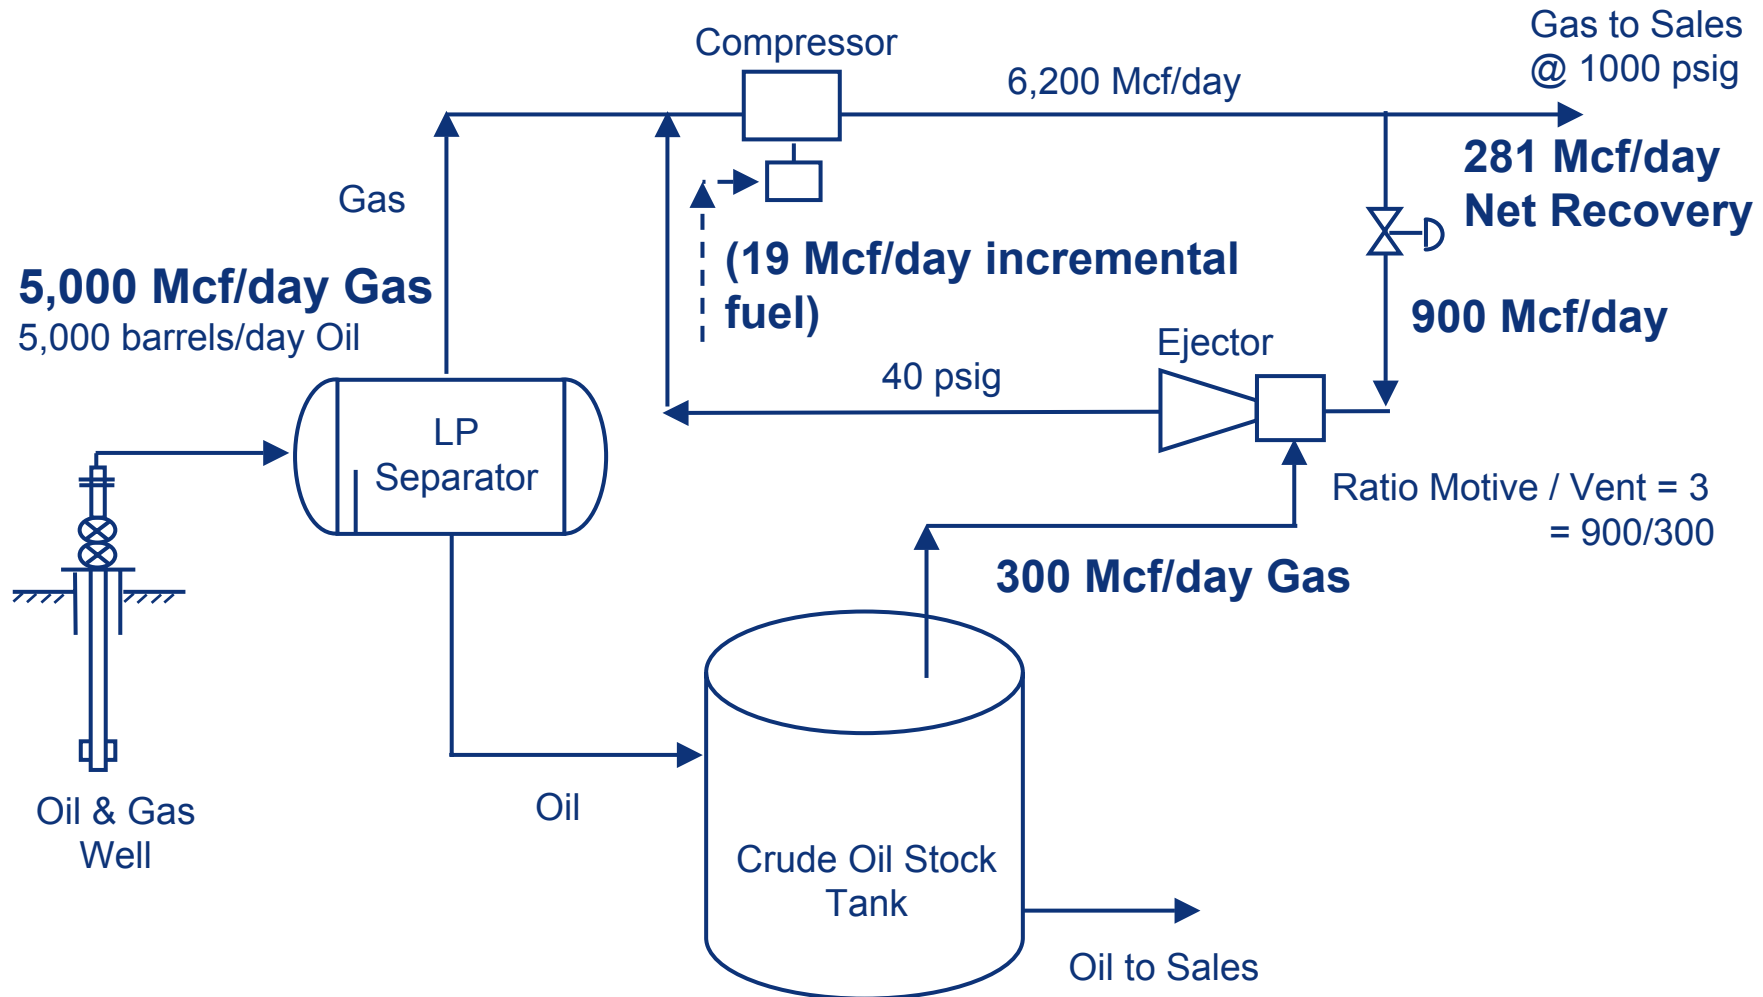 Gas to Sales
@ 1000 psig
Compressor
6,200 Mcf/day
281 Mcf/day
Net Recovery
Gas
(19 Mcf/day incremental
fuel)
5,000 Mcf/day Gas
5,000 barrels/day Oil
900 Mcf/day
Ejector
40 psig
LP
Separator
Ratio Motive / Vent = 3
= 900/300
300 Mcf/day Gas
Oil & Gas
Well
Oil
Crude Oil Stock
Tank
Oil to Sales